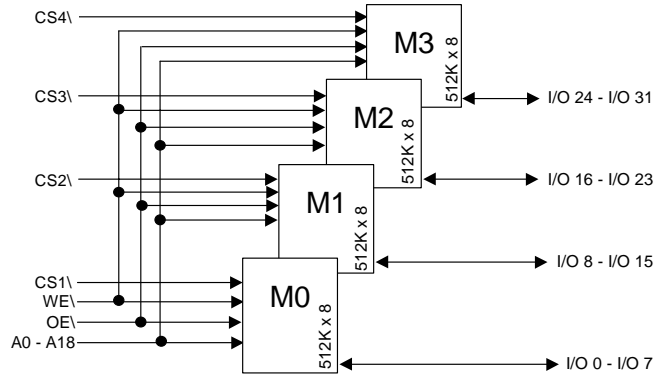 CS4\
M3
512K x 8
I/O 24 - I/O 31
CS3\
M2
512K x 8
I/O 16 - I/O 23
CS2\
M1
512K x 8
I/O 8 - I/O 15
CS1\
M0
WE\
OE\
A0 - A18
512K x 8
I/O 0 - I/O 7